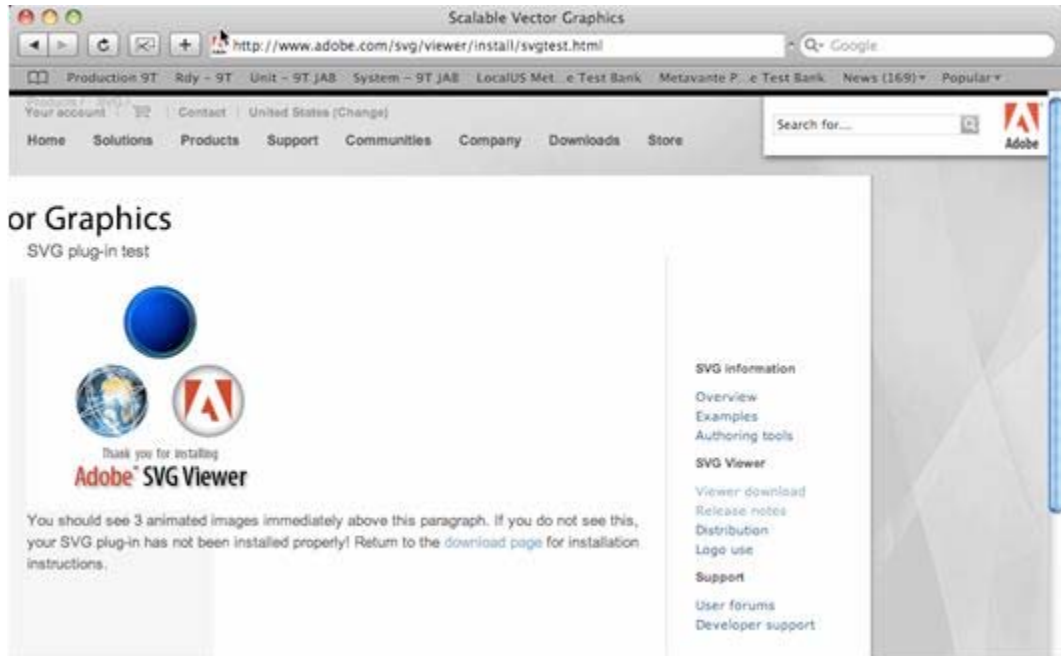 Scalable Vector Graphics
http://www.adobe.com/svg/viewer/install/svgtest.html
Google
Production 9T Rdy - 9T Unit - 9T JAB System - 9T JAB LocalUS Met...e Test Bank Metavante P...e Test Bank News (169) Popular
Products / SVG /
Your account Contact United States (Change)
Search for...
Home Solutions Products Support Communities Company Downloads Store
Adobe
or Graphics
SVG plug-in test
Thank you for installing
Adobe SVG Viewer
You should see 3 animated images immediately above this paragraph. If you do not see this,
your SVG plug-in has not been installed properly! Return to the download page for installation
instructions.
SVG information
Overview
Examples
Authoring tools
SVG Viewer
Viewer download
Release notes
Distribution
Logo use
Support
User forums
Developer support